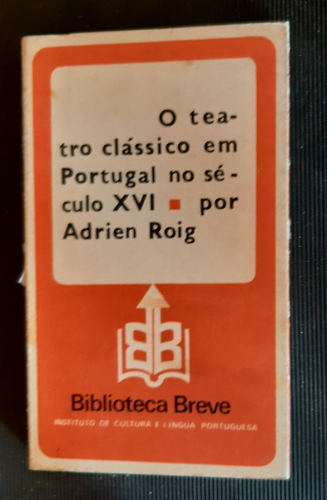 O tea-
tro clássico em
Portugal no sé-
culo XVI ▪ por
Adrien Roig
BB
Biblioteca Breve
INSTITUTO DE CULTURA E LÍNGUA PORTUGUESA